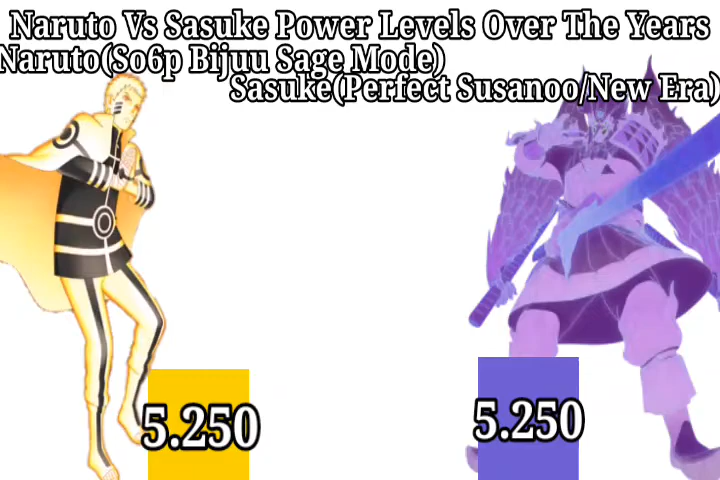 Naruto Vs Sasuke Power Levels Over The Years
Naruto(So6p Bijuu Sage Mode)
Sasuke(Perfect Susanoo/New Era)
5.250
5.250